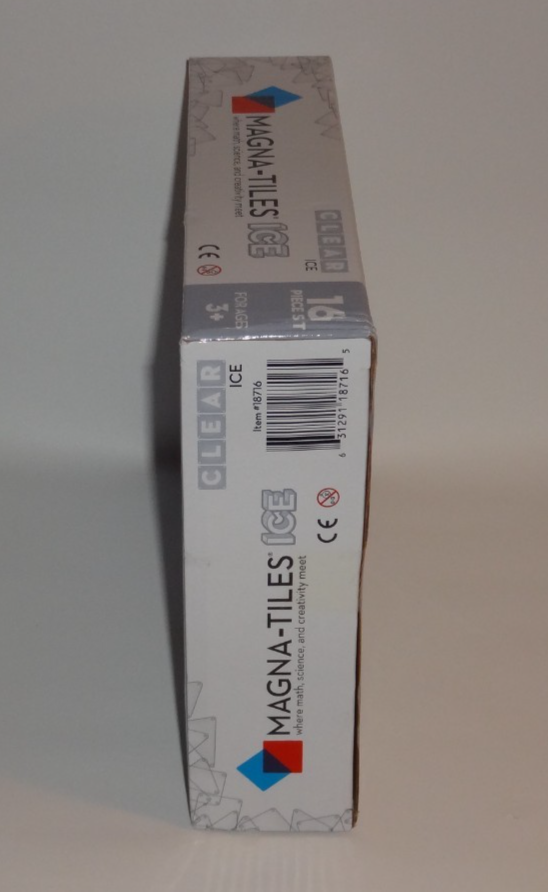 MAGNA-TILES® ICE
where math, science, and creativity meet
CE
CLEAR
ICE
16
PIECE SET
FOR AGES
3+
CLEAR
ICE
Item #18716
6 31291 18716 5
MAGNA-TILES® ICE
where math, science, and creativity meet
CE